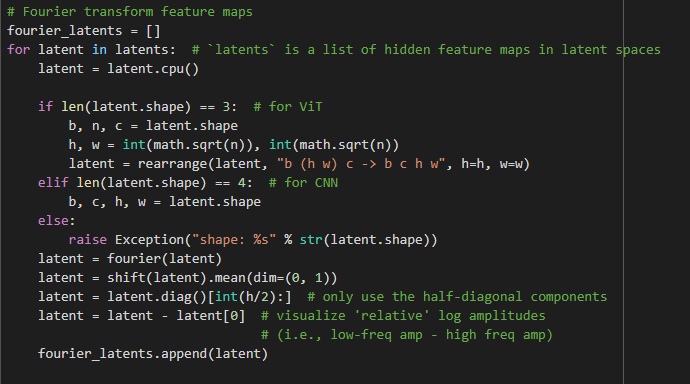 # Fourier transform feature maps
fourier_latents = []
for latent in latents:  # `latents` is a list of hidden feature maps in latent spaces
    latent = latent.cpu()

    if len(latent.shape) == 3:  # for ViT
        b, n, c = latent.shape
        h, w = int(math.sqrt(n)), int(math.sqrt(n))
        latent = rearrange(latent, "b (h w) c -> b c h w", h=h, w=w)
    elif len(latent.shape) == 4:  # for CNN
        b, c, h, w = latent.shape
    else:
        raise Exception("shape: %s" % str(latent.shape))
    latent = fourier(latent)
    latent = shift(latent).mean(dim=(0, 1))
    latent = latent.diag()[int(h/2):]  # only use the half-diagonal components
    latent = latent - latent[0]  # visualize 'relative' log amplitudes
                                 # (i.e., low-freq amp - high freq amp)
    fourier_latents.append(latent)